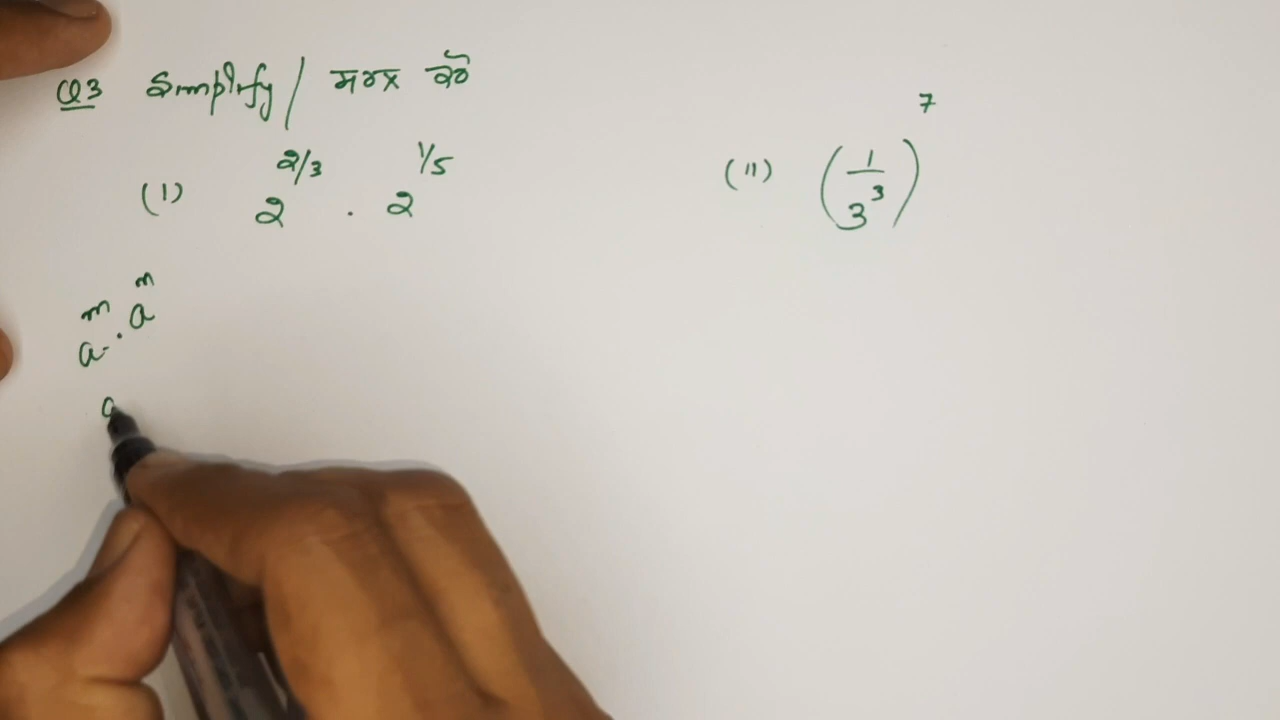 Q3 Simplify / सरल करें
(I) 2^{2/3} . 2^{1/5}
(II) (1/3^3)^7
a^m . a^n
a